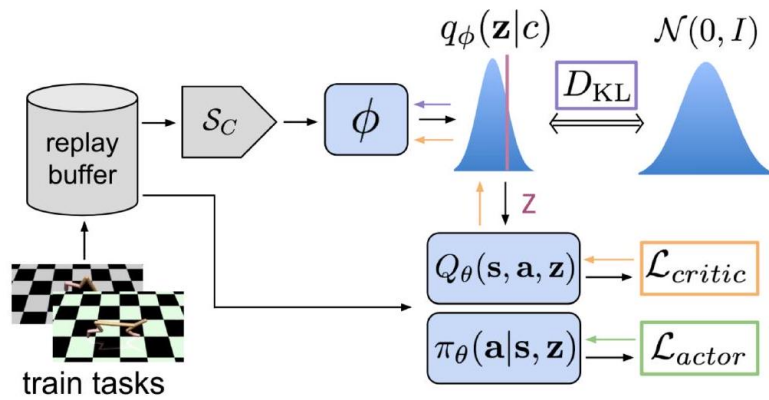 q_ϕ(z|c)
N(0, I)
D_KL
S_C
ϕ
replay
buffer
z
Q_θ(s, a, z)
L_critic
π_θ(a|s, z)
L_actor
train tasks